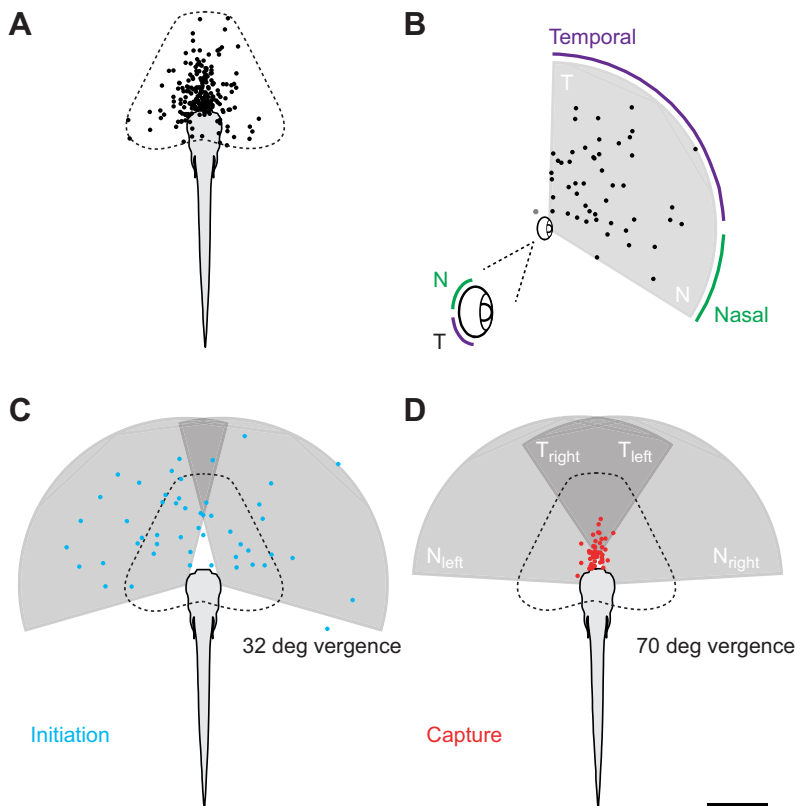 A
B
Temporal
T
N
Nasal
N
T
C
D
T right
T left
N left
N right
32 deg vergence
70 deg vergence
Initiation
Capture